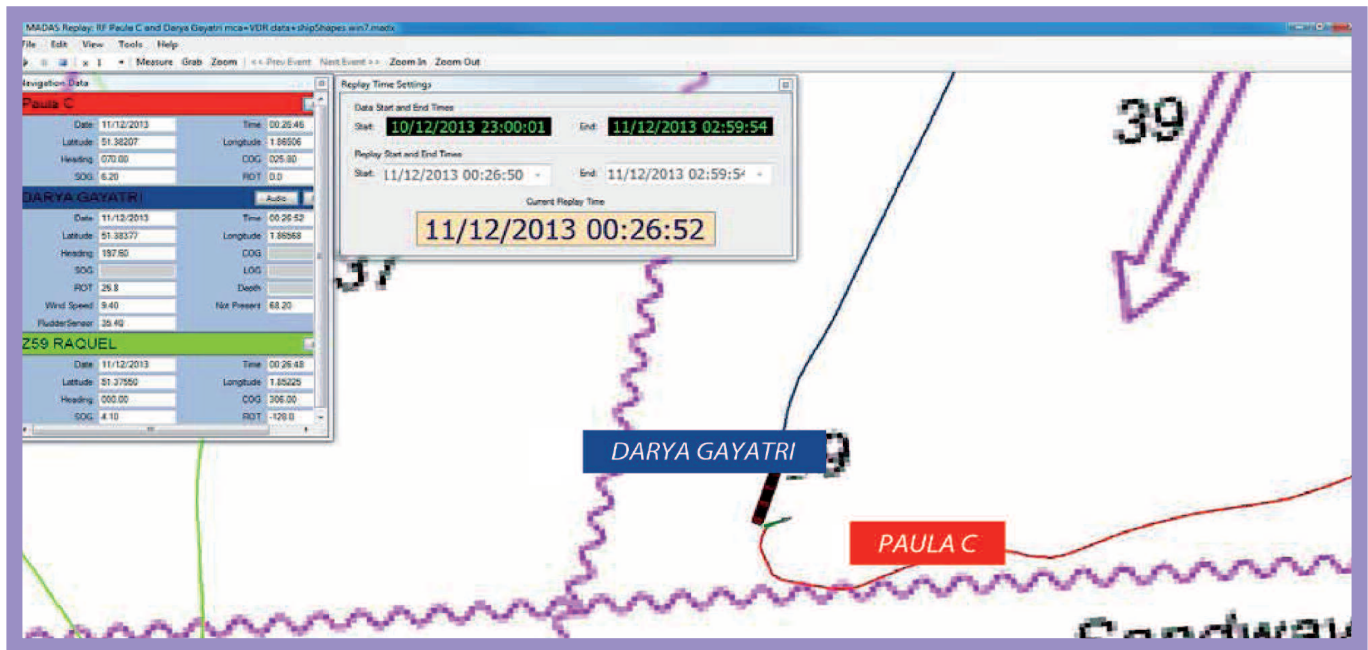 MADAS Replay: RF Paula C and Darya Gayatri mca+VDR data+shipShapes win7.madx
File Edit View Tools Help
x 1 Measure Grab Zoom << Prev Event Next Event >> Zoom In Zoom Out
Navigation Data
Paula C
Date 11/12/2013 Time 00:26:46
Latitude 51.38207 Longitude 1.86506
Heading 070.00 COG 025.80
SOG 6.20 ROT 0.0
DARYA GAYATRI Audio
Date 11/12/2013 Time 00:26:52
Latitude 51.38377 Longitude 1.86568
Heading 197.60 COG
SOG LOG
ROT 26.8 Depth
Wind Speed 9.40 Not Present 68.20
RudderSensor 35.40
Z59 RAQUEL
Date 11/12/2013 Time 00:26:48
Latitude 51.37550 Longitude 1.85225
Heading 000.00 COG 306.00
SOG 4.10 ROT -128.0
Replay Time Settings
Data Start and End Times
Start: 10/12/2013 23:00:01 End: 11/12/2013 02:59:54
Replay Start and End Times
Start: 11/12/2013 00:26:50 End: 11/12/2013 02:59:54
Current Replay Time
11/12/2013 00:26:52
39
37
DARYA GAYATRI
PAULA C